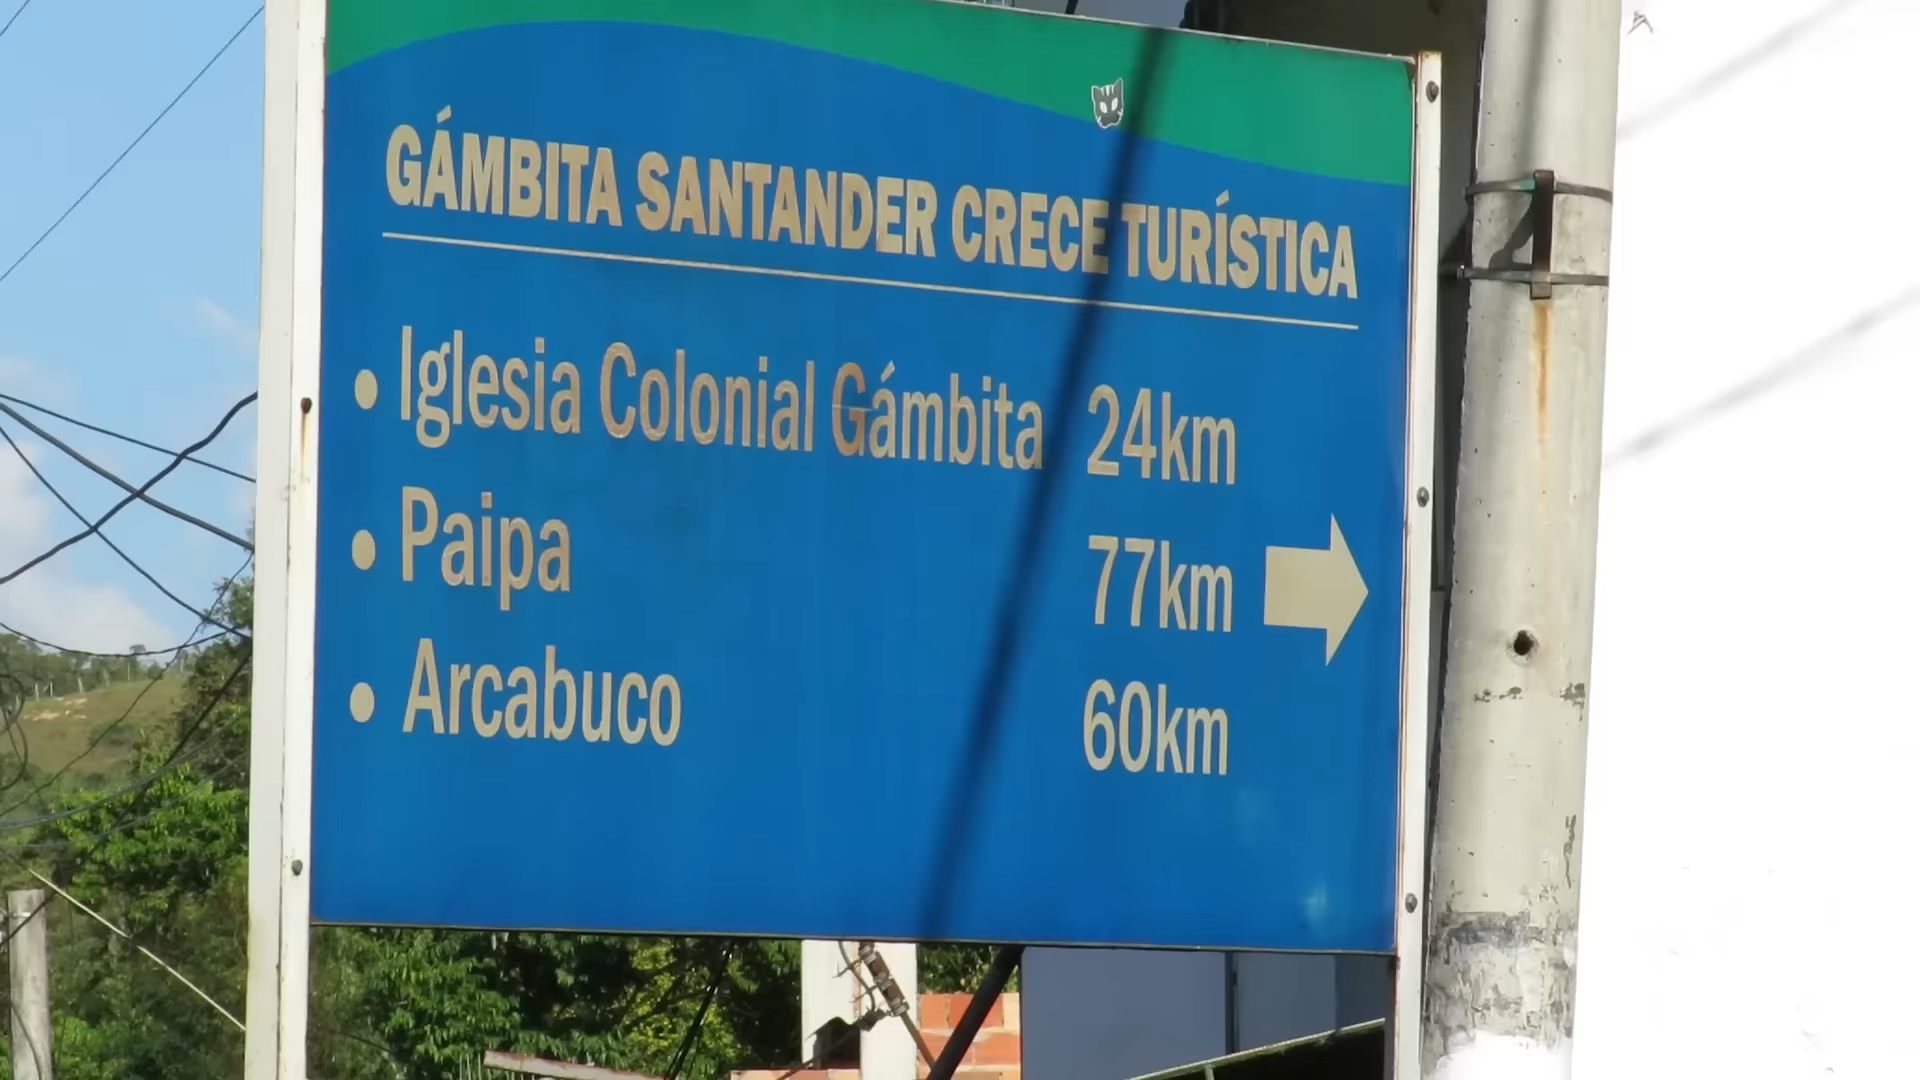 GÁMBITA SANTANDER CRECE TURÍSTICA
• Iglesia Colonial Gámbita 24km
• Paipa 77km
• Arcabuco 60km